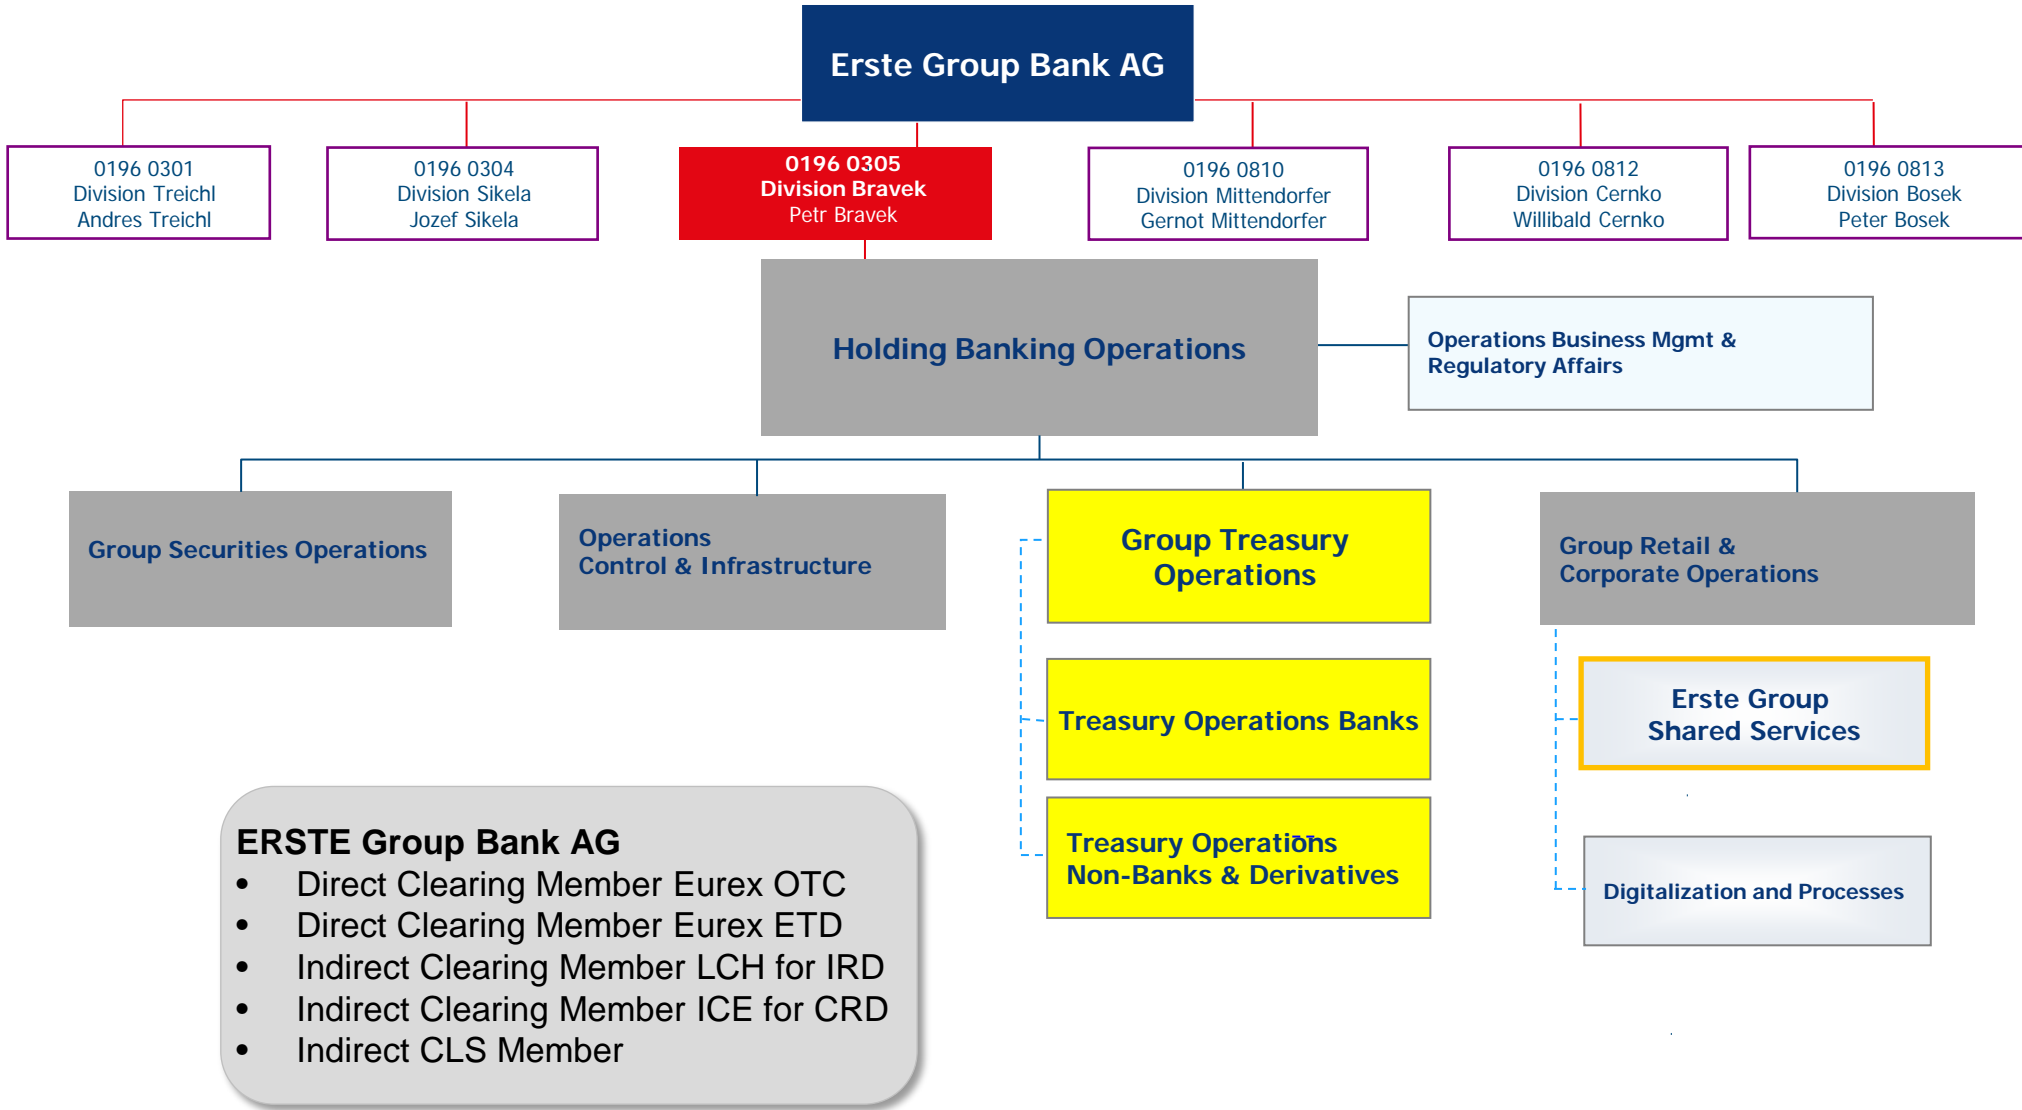 Erste Group Bank AG
0196 0301
Division Treichl
Andres Treichl
0196 0304
Division Sikela
Jozef Sikela
0196 0305
Division Bravek
Petr Bravek
0196 0810
Division Mittendorfer
Gernot Mittendorfer
0196 0812
Division Cernko
Willibald Cernko
0196 0813
Division Bosek
Peter Bosek
Holding Banking Operations
Operations Business Mgmt &
Regulatory Affairs
Group Securities Operations
Operations
Control & Infrastructure
Group Treasury
Operations
Group Retail &
Corporate Operations
Treasury Operations Banks
Erste Group
Shared Services
Treasury Operations
Non-Banks & Derivatives
Digitalization and Processes
ERSTE Group Bank AG
• Direct Clearing Member Eurex OTC
• Direct Clearing Member Eurex ETD
• Indirect Clearing Member LCH for IRD
• Indirect Clearing Member ICE for CRD
• Indirect CLS Member